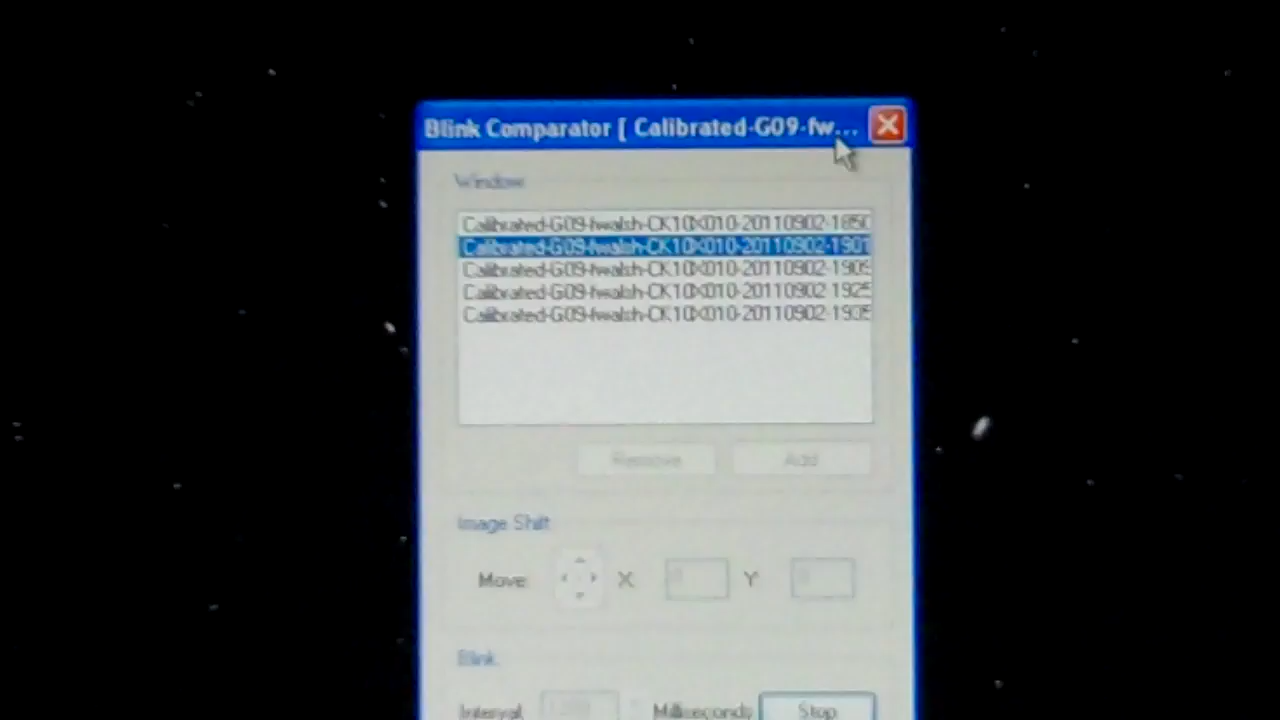 Blink Comparator [ Calibrated-G09-fw...
Window
Calibrated-G09-fwalsh-CK10X010-20110902-1850
Calibrated-G09-fwalsh-CK10X010-20110902-1901
Calibrated-G09-fwalsh-CK10X010-20110902-1909
Calibrated-G09-fwalsh-CK10X010-20110902-1925
Calibrated-G09-fwalsh-CK10X010-20110902-1935
Remove Add
Image Shift
Move X Y
Blink
Interval Milliseconds Stop